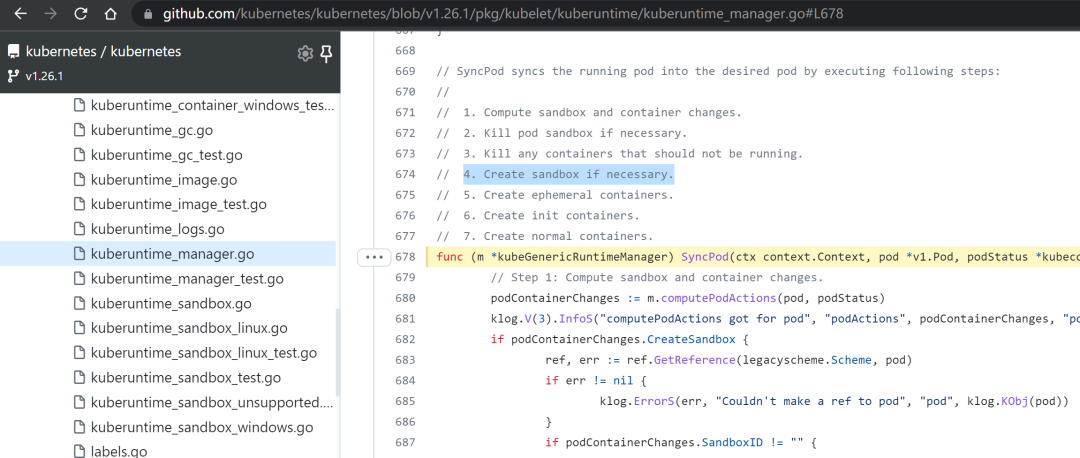 github.com/kubernetes/kubernetes/blob/v1.26.1/pkg/kubelet/kuberuntime/kuberuntime_manager.go#L678
kubernetes / kubernetes
v1.26.1
kuberuntime_container_windows_tes...
kuberuntime_gc.go
kuberuntime_gc_test.go
kuberuntime_image.go
kuberuntime_image_test.go
kuberuntime_logs.go
kuberuntime_manager.go
kuberuntime_manager_test.go
kuberuntime_sandbox.go
kuberuntime_sandbox_linux.go
kuberuntime_sandbox_linux_test.go
kuberuntime_sandbox_test.go
kuberuntime_sandbox_unsupported....
kuberuntime_sandbox_windows.go
labels.go
667 }
668
669 // SyncPod syncs the running pod into the desired pod by executing following steps:
670 //
671 // 1. Compute sandbox and container changes.
672 // 2. Kill pod sandbox if necessary.
673 // 3. Kill any containers that should not be running.
674 // 4. Create sandbox if necessary.
675 // 5. Create ephemeral containers.
676 // 6. Create init containers.
677 // 7. Create normal containers.
678 func (m *kubeGenericRuntimeManager) SyncPod(ctx context.Context, pod *v1.Pod, podStatus *kubec
679 // Step 1: Compute sandbox and container changes.
680 podContainerChanges := m.computePodActions(pod, podStatus)
681 klog.V(3).InfoS("computePodActions got for pod", "podActions", podContainerChanges, "po
682 if podContainerChanges.CreateSandbox {
683 ref, err := ref.GetReference(legacyscheme.Scheme, pod)
684 if err != nil {
685 klog.ErrorS(err, "Couldn't make a ref to pod", "pod", klog.KObj(pod))
686 }
687 if podContainerChanges.SandboxID != "" {